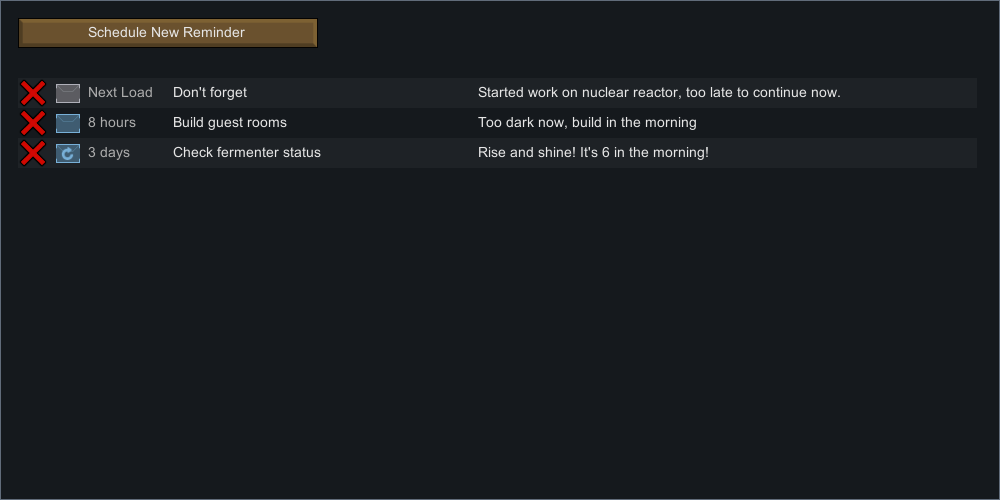 Schedule New Reminder
Next Load Don't forget Started work on nuclear reactor, too late to continue now.
8 hours Build guest rooms Too dark now, build in the morning
3 days Check fermenter status Rise and shine! It's 6 in the morning!